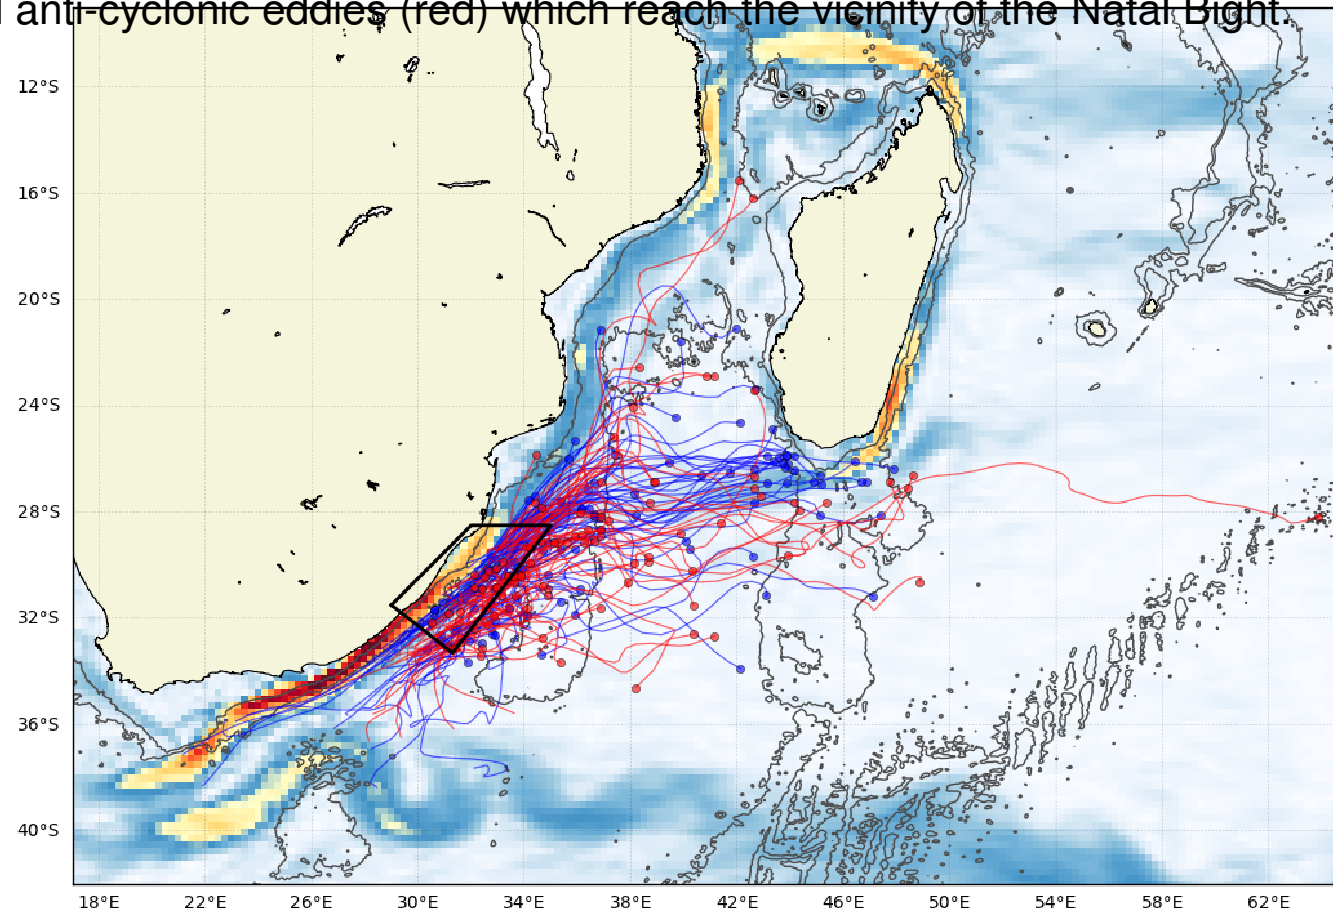 anti-cyclonic eddies (red) which reach the vicinity of the Natal Bight.
12°S
16°S
20°S
24°S
28°S
32°S
36°S
40°S
18°E 22°E 26°E 30°E 34°E 38°E 42°E 46°E 50°E 54°E 58°E 62°E